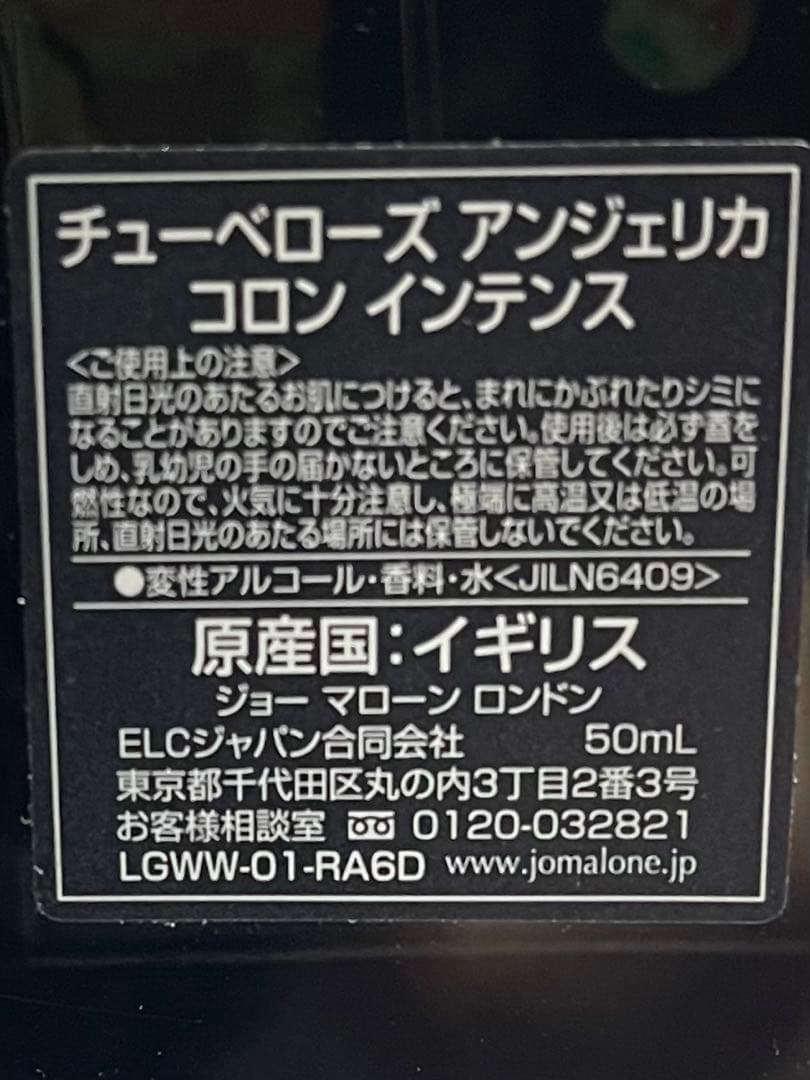 チューベローズ アンジェリカ
コロン インテンス
<ご使用上の注意>
直射日光のあたるお肌につけると、まれにかぶれたりシミに
なることがありますのでご注意ください。使用後は必ず蓋を
しめ、乳幼児の手の届かないところに保管してください。可
燃性なので、火気に十分注意し、極端に高温又は低温の場
所、直射日光のあたる場所には保管しないでください。
●変性アルコール・香料・水<JILN6409>
原産国:イギリス
ジョー マローン ロンドン
ELCジャパン合同会社 50mL
東京都千代田区丸の内3丁目2番3号
お客様相談室 0120-032821
LGWW-01-RA6D www.jomalone.jp